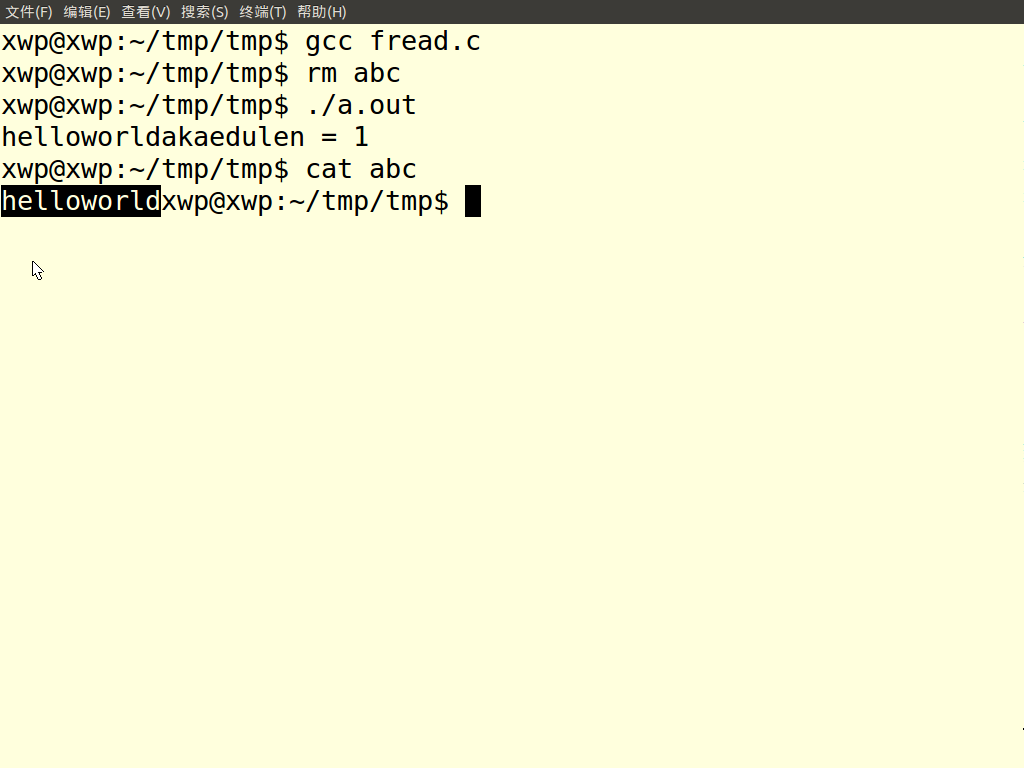 文件(F) 编辑(E) 查看(V) 搜索(S) 终端(T) 帮助(H)
xwp@xwp:~/tmp/tmp$ gcc fread.c
xwp@xwp:~/tmp/tmp$ rm abc
xwp@xwp:~/tmp/tmp$ ./a.out
helloworldakaedulen = 1
xwp@xwp:~/tmp/tmp$ cat abc
helloworldxwp@xwp:~/tmp/tmp$